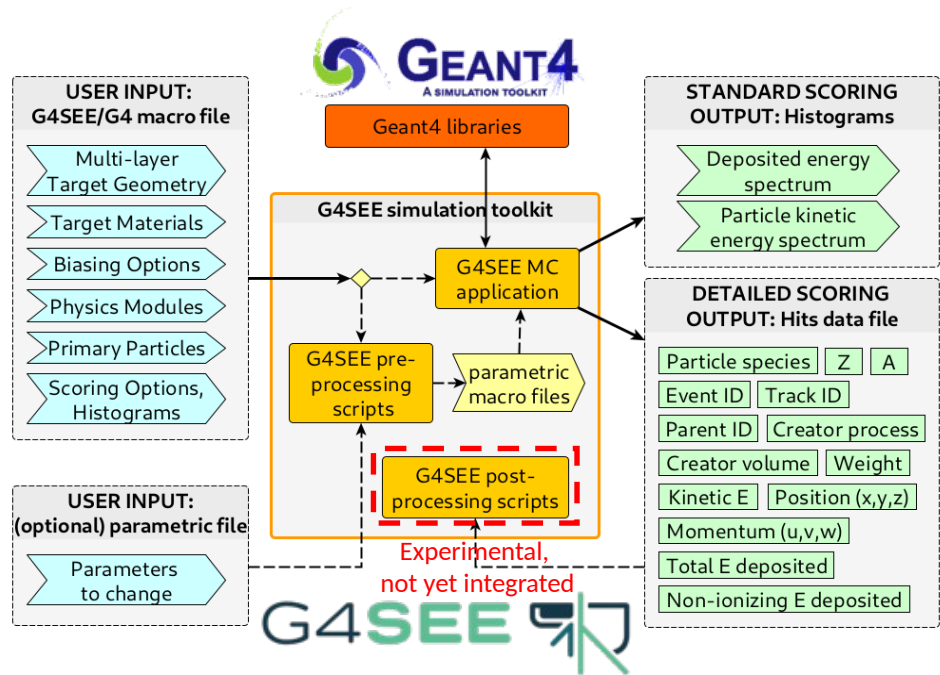 GEANT4
A SIMULATION TOOLKIT
USER INPUT:
G4SEE/G4 macro file
Multi-layer
Target Geometry
Target Materials
Biasing Options
Physics Modules
Primary Particles
Scoring Options,
Histograms
USER INPUT:
(optional) parametric file
Parameters
to change
Geant4 libraries
G4SEE simulation toolkit
G4SEE MC
application
G4SEE pre-
processing
scripts
parametric
macro files
G4SEE post-
processing scripts
Experimental,
not yet integrated
STANDARD SCORING
OUTPUT: Histograms
Deposited energy
spectrum
Particle kinetic
energy spectrum
DETAILED SCORING
OUTPUT: Hits data file
Particle species Z A
Event ID Track ID
Parent ID Creator process
Creator volume Weight
Kinetic E Position (x,y,z)
Momentum (u,v,w)
Total E deposited
Non-ionizing E deposited
G4SEE